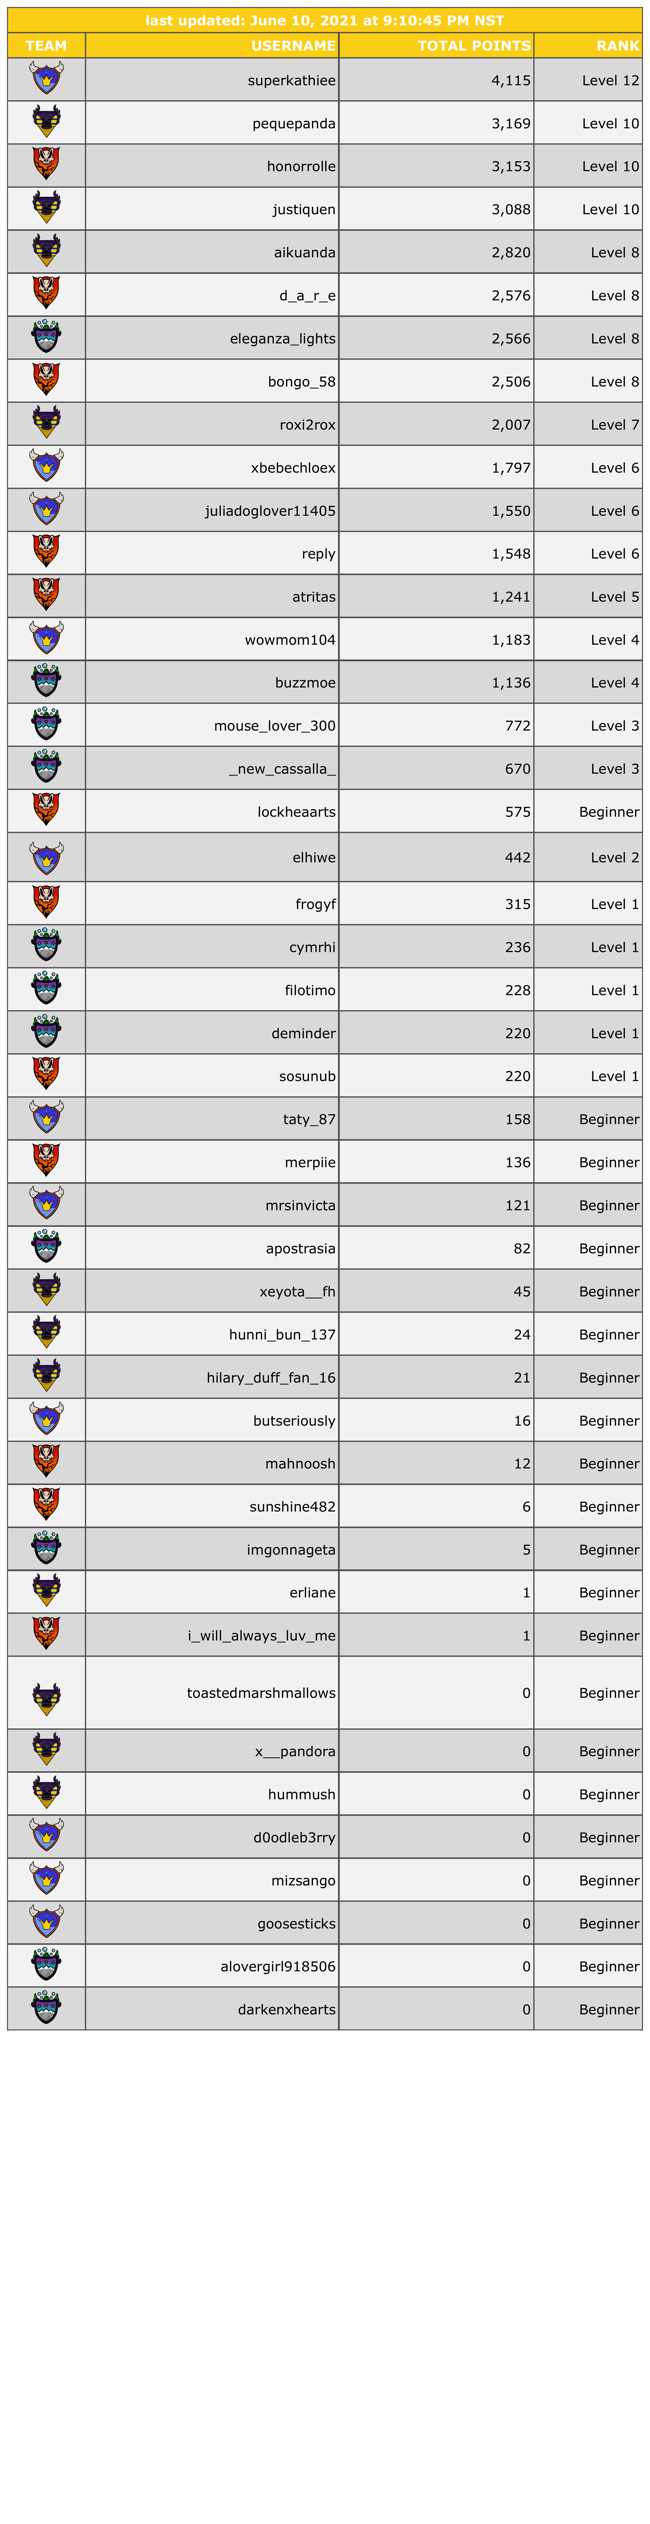 last updated: June 10, 2021 at 9:10:45 PM NST
TEAM USERNAME TOTAL POINTS RANK
superkathiee 4,115 Level 12
pequepanda 3,169 Level 10
honorrolle 3,153 Level 10
justiquen 3,088 Level 10
aikuanda 2,820 Level 8
d_a_r_e 2,576 Level 8
eleganza_lights 2,566 Level 8
bongo_58 2,506 Level 8
roxi2rox 2,007 Level 7
xbebechloex 1,797 Level 6
juliadoglover11405 1,550 Level 6
reply 1,548 Level 6
atritas 1,241 Level 5
wowmom104 1,183 Level 4
buzzmoe 1,136 Level 4
mouse_lover_300 772 Level 3
_new_cassalla_ 670 Level 3
lockheaarts 575 Beginner
elhiwe 442 Level 2
frogyf 315 Level 1
cymrhi 236 Level 1
filotimo 228 Level 1
deminder 220 Level 1
sosunub 220 Level 1
taty_87 158 Beginner
merpiie 136 Beginner
mrsinvicta 121 Beginner
apostrasia 82 Beginner
xeyota__fh 45 Beginner
hunni_bun_137 24 Beginner
hilary_duff_fan_16 21 Beginner
butseriously 16 Beginner
mahnoosh 12 Beginner
sunshine482 6 Beginner
imgonnageta 5 Beginner
erliane 1 Beginner
i_will_always_luv_me 1 Beginner
toastedmarshmallows 0 Beginner
x__pandora 0 Beginner
hummush 0 Beginner
d0odleb3rry 0 Beginner
mizsango 0 Beginner
goosesticks 0 Beginner
alovergirl918506 0 Beginner
darkenxhearts 0 Beginner